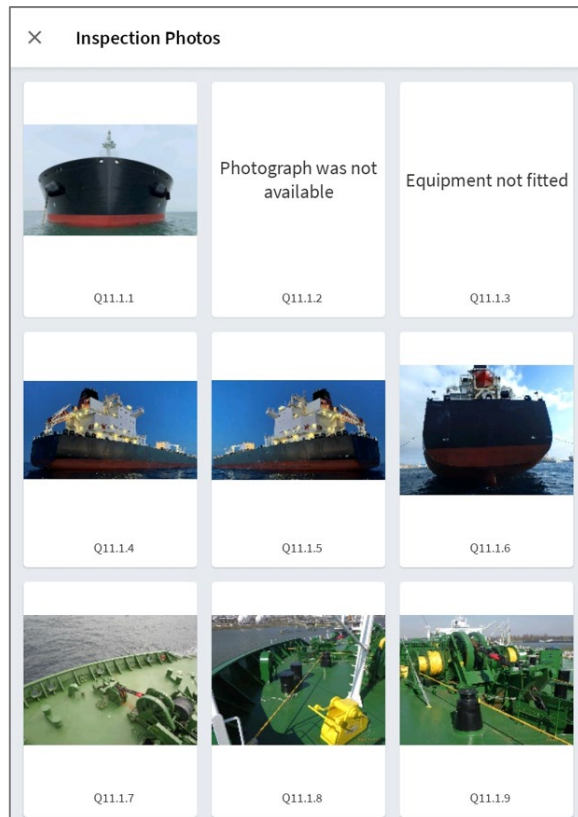 Inspection Photos
Photograph was not
available
Equipment not fitted
Q11.1.1
Q11.1.2
Q11.1.3
Q11.1.4
Q11.1.5
Q11.1.6
Q11.1.7
Q11.1.8
Q11.1.9